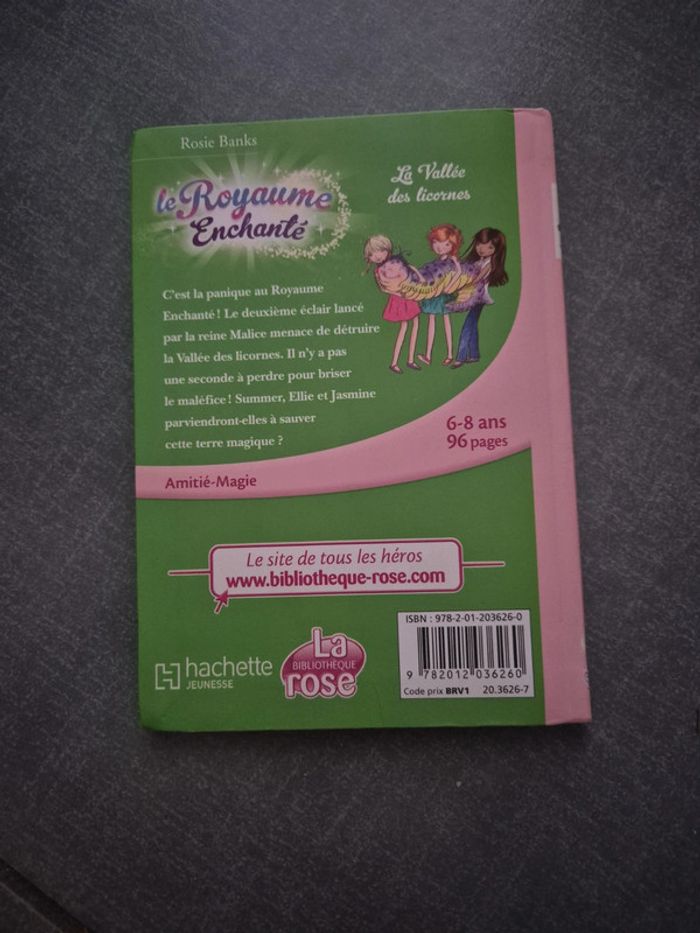 Rosie Banks
le Royaume
Enchanté
La Vallée
des licornes
C'est la panique au Royaume
Enchanté ! Le deuxième éclair lancé
par la reine Malice menace de détruire
la Vallée des licornes. Il n'y a pas
une seconde à perdre pour briser
le maléfice ! Summer, Ellie et Jasmine
parviendront-elles à sauver
cette terre magique ?
6-8 ans
96 pages
Amitié-Magie
Le site de tous les héros
www.bibliotheque-rose.com
hachette
JEUNESSE
La
BIBLIOTHÈQUE
rose
ISBN : 978-2-01-203626-0
9 782012 036260
Code prix BRV1 20.3626-7